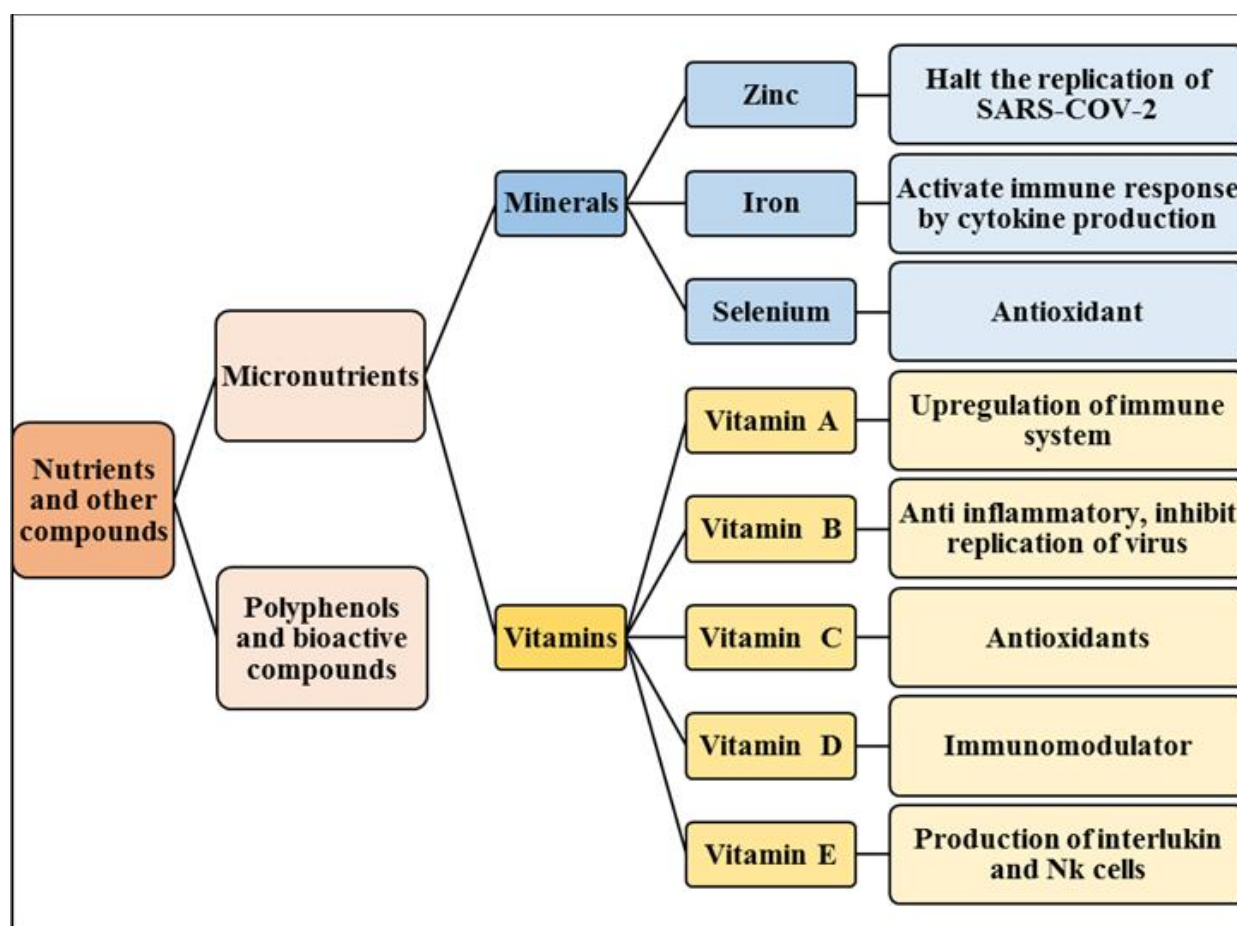 Nutrients
and other
compounds
Micronutrients
Polyphenols
and bioactive
compounds
Minerals
Vitamins
Zinc
Halt the replication of
SARS-COV-2
Iron
Activate immune response
by cytokine production
Selenium
Antioxidant
Vitamin A
Upregulation of immune
system
Vitamin B
Anti inflammatory, inhibit
replication of virus
Vitamin C
Antioxidants
Vitamin D
Immunomodulator
Vitamin E
Production of interlukin
and Nk cells